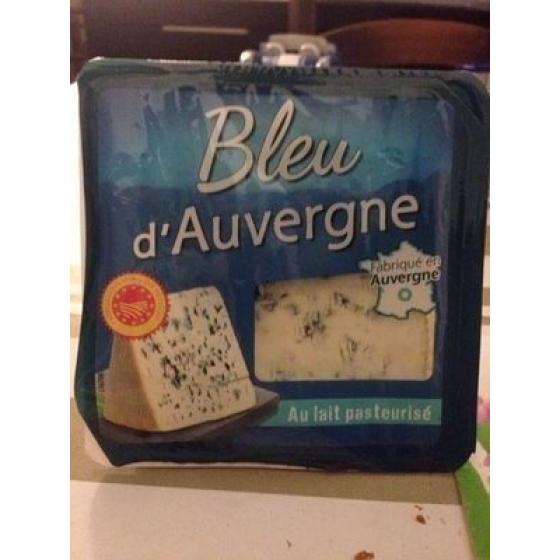 Bleu
d'Auvergne
Fabriqué en
Auvergne
Au lait pasteurisé